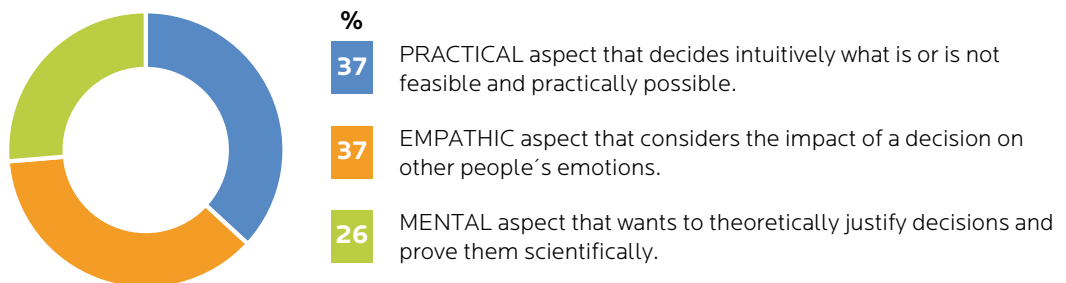 %
37 PRACTICAL aspect that decides intuitively what is or is not
feasible and practically possible.
37 EMPATHIC aspect that considers the impact of a decision on
other people´s emotions.
26 MENTAL aspect that wants to theoretically justify decisions and
prove them scientifically.